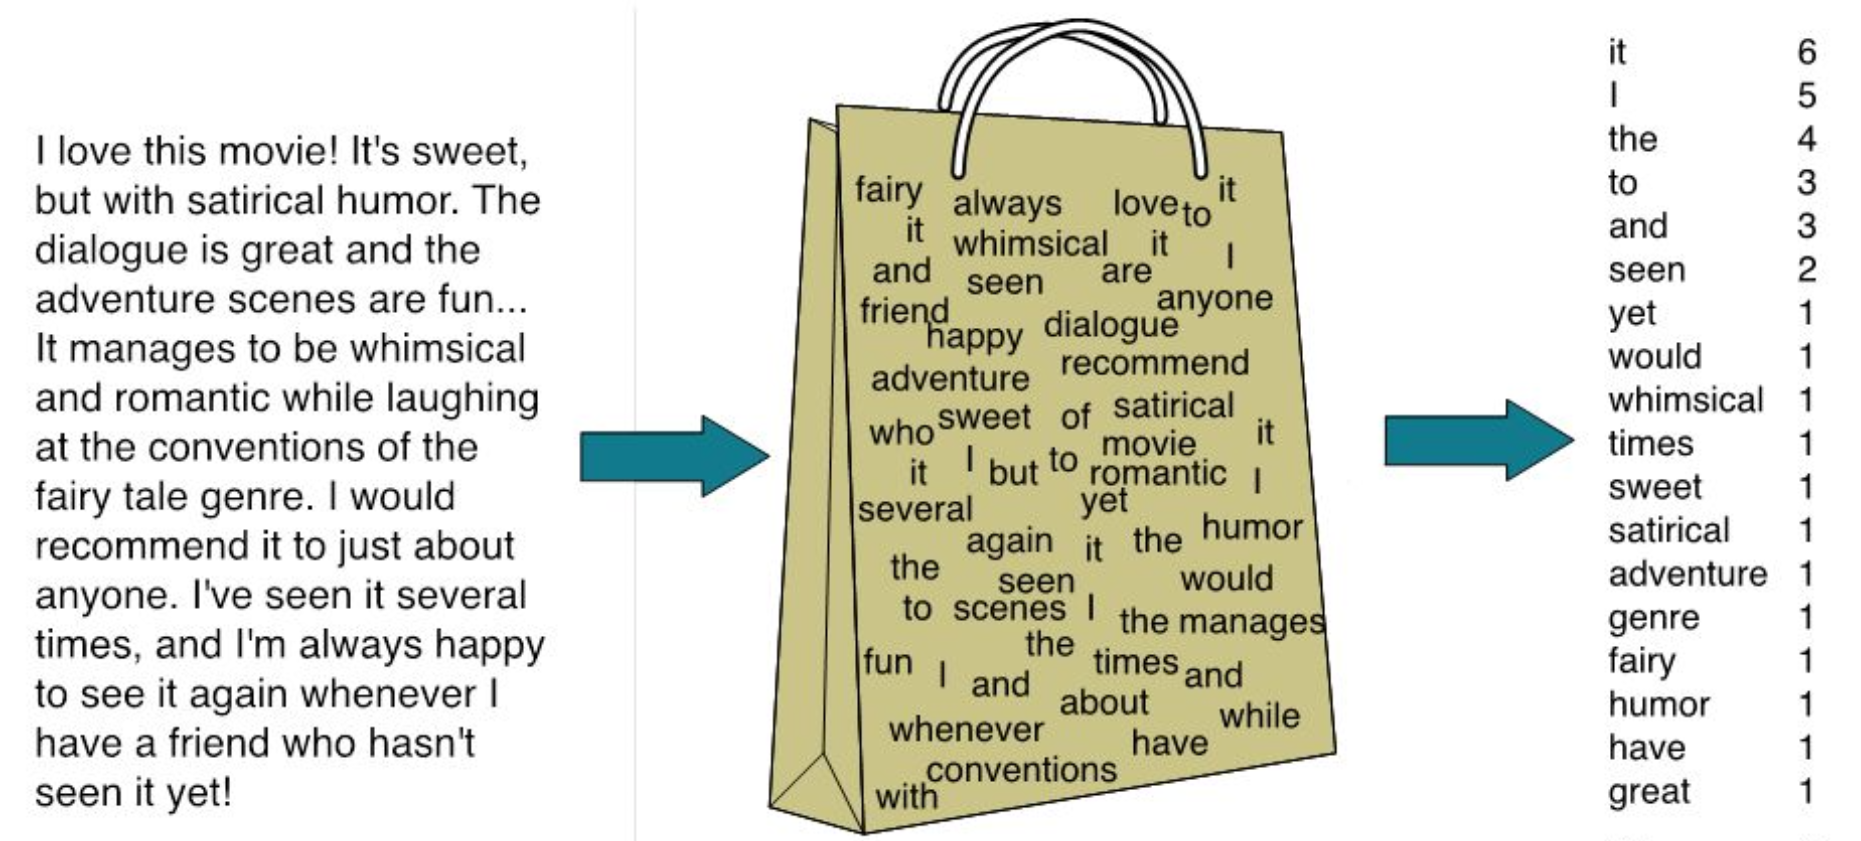 I love this movie! It's sweet,
but with satirical humor. The
dialogue is great and the
adventure scenes are fun...
It manages to be whimsical
and romantic while laughing
at the conventions of the
fairy tale genre. I would
recommend it to just about
anyone. I've seen it several
times, and I'm always happy
to see it again whenever I
have a friend who hasn't
seen it yet!
fairy always love to it
it whimsical it I
and seen are anyone
friend happy dialogue
adventure recommend
who sweet of satirical
it I but to movie it
romantic I
several yet
again it the humor
the seen would
to scenes I the manages
the
fun I and times and
about while
whenever have
conventions
with
it 6
I 5
the 4
to 3
and 3
seen 2
yet 1
would 1
whimsical 1
times 1
sweet 1
satirical 1
adventure 1
genre 1
fairy 1
humor 1
have 1
great 1